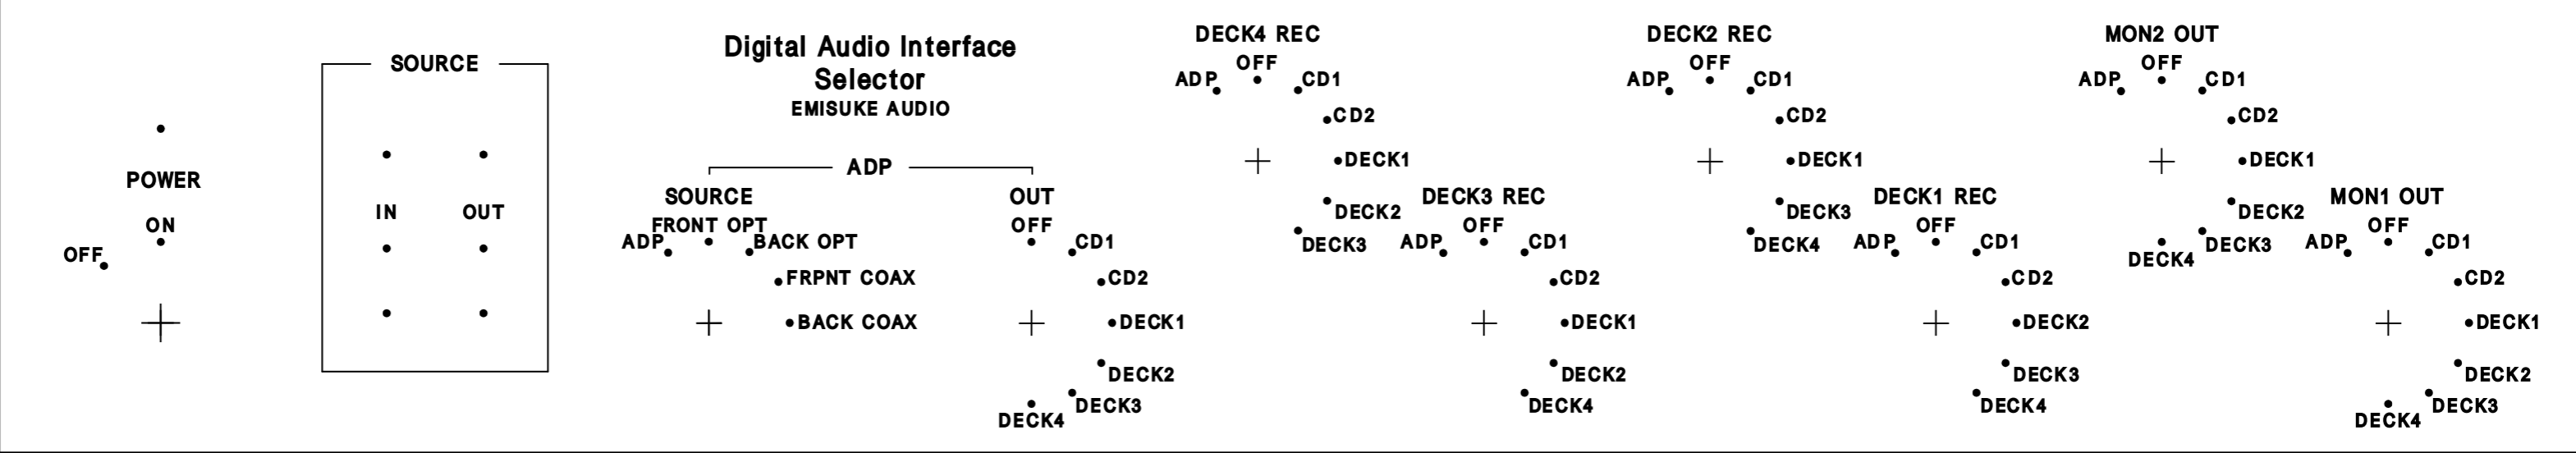 POWER
ON
OFF
SOURCE
IN OUT
Digital Audio Interface
Selector
EMISUKE AUDIO
ADP
SOURCE
FRONT OPT
ADP
BACK OPT
FRPNT COAX
BACK COAX
OUT
OFF
CD1
CD2
DECK1
DECK2
DECK3
DECK4
DECK4 REC
OFF
ADP
CD1
CD2
DECK1
DECK2
DECK3
DECK3 REC
OFF
ADP
CD1
CD2
DECK1
DECK2
DECK4
DECK2 REC
OFF
ADP
CD1
CD2
DECK1
DECK3
DECK4
DECK1 REC
OFF
ADP
CD1
CD2
DECK2
DECK3
DECK4
MON2 OUT
OFF
ADP
CD1
CD2
DECK1
DECK2
DECK3
DECK4
MON1 OUT
OFF
ADP
CD1
CD2
DECK1
DECK2
DECK3
DECK4